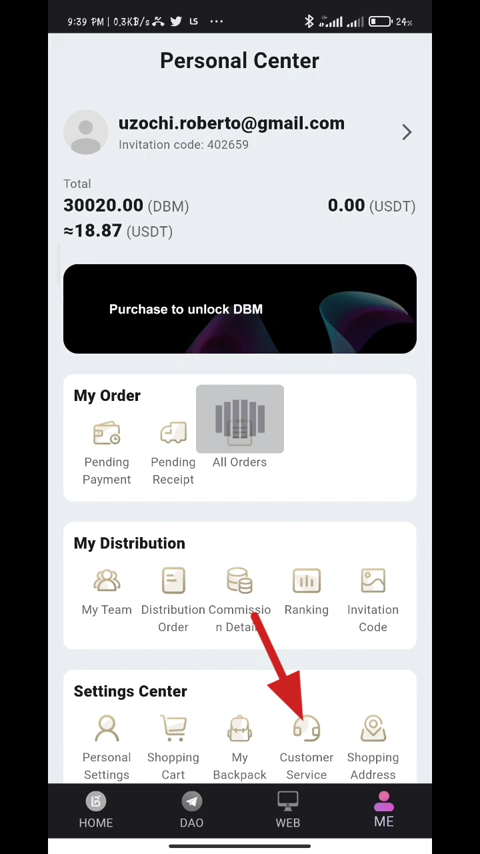 9:39 PM | 0.3KB/s LS ... 24%
Personal Center
uzochi.roberto@gmail.com
Invitation code: 402659
Total
30020.00 (DBM) 0.00 (USDT)
≈18.87 (USDT)
Purchase to unlock DBM
My Order
Pending Payment
Pending Receipt
All Orders
My Distribution
My Team
Distribution Order
Commissio
n Detail
Ranking
Invitation Code
Settings Center
Personal Settings
Shopping Cart
My Backpack
Customer Service
Shopping Address
HOME DAO WEB ME